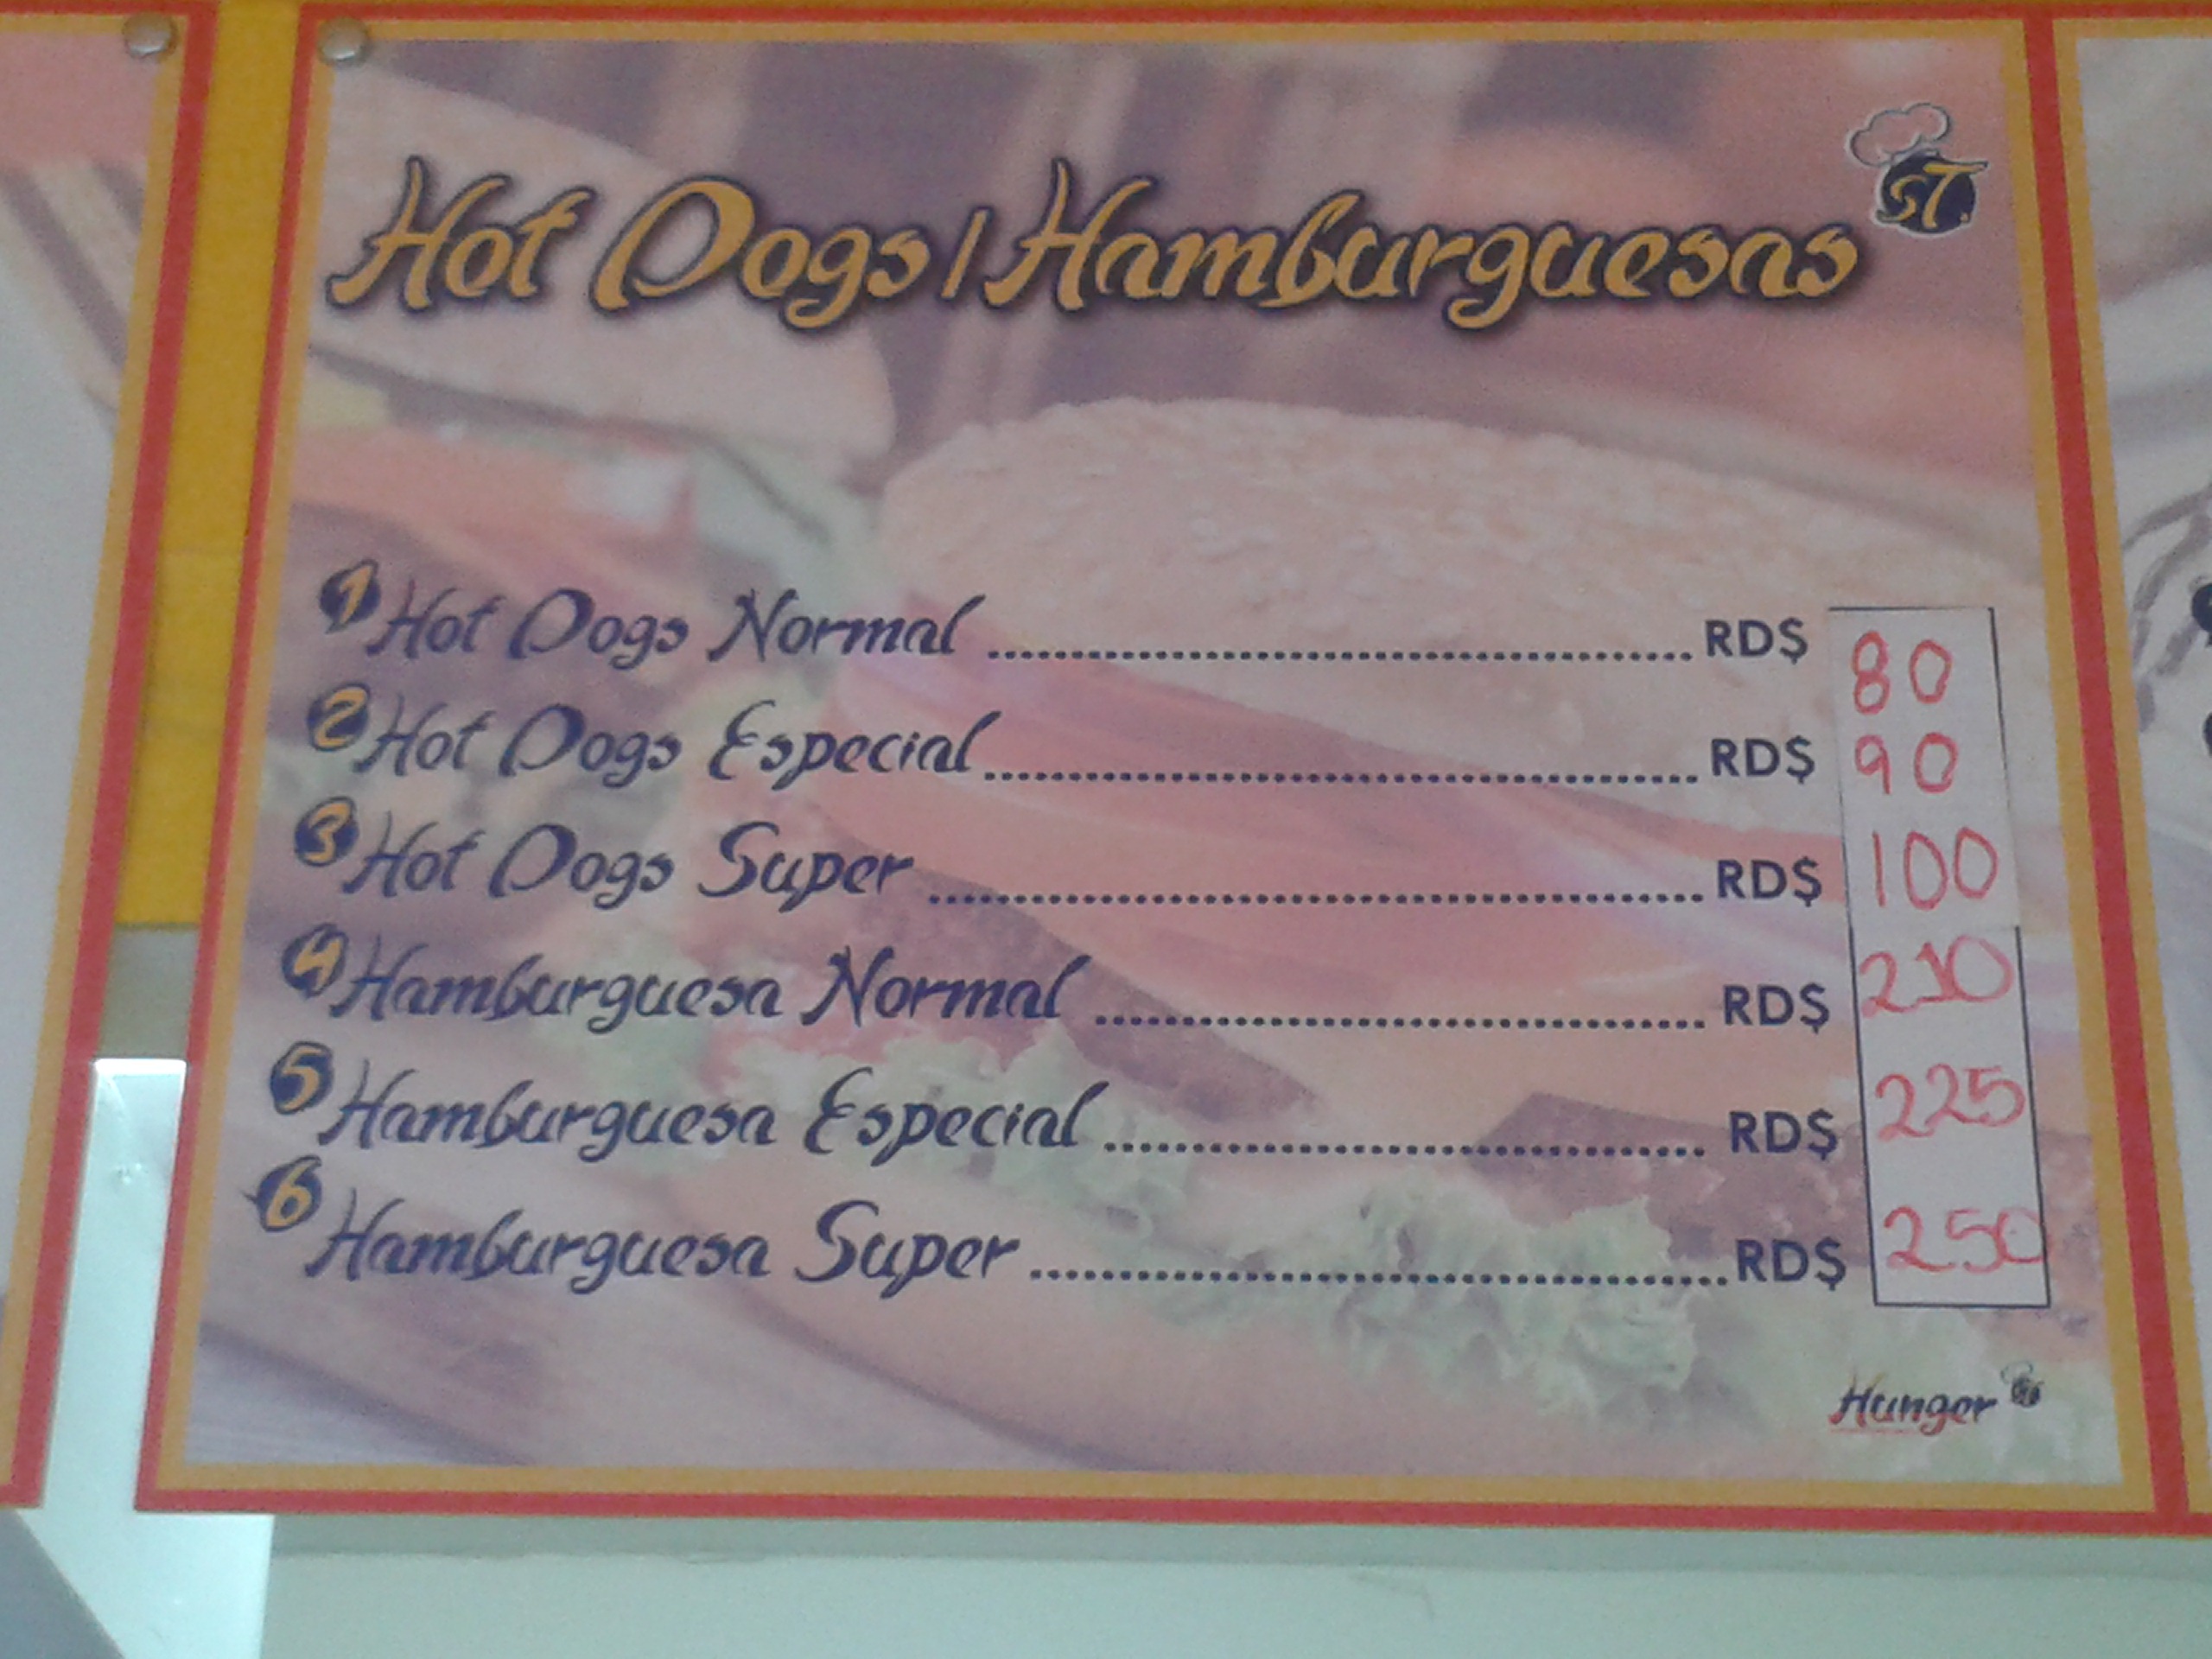 Hot Dogs / Hamburguesas
ST.
1 Hot Dogs Normal ........................................ RD$ 80
2 Hot Dogs Especial ........................................ RD$ 90
3 Hot Dogs Super ........................................ RD$ 100
4 Hamburguesa Normal ........................................ RD$ 210
5 Hamburguesa Especial ........................................ RD$ 225
6 Hamburguesa Super ........................................ RD$ 250
Hunger